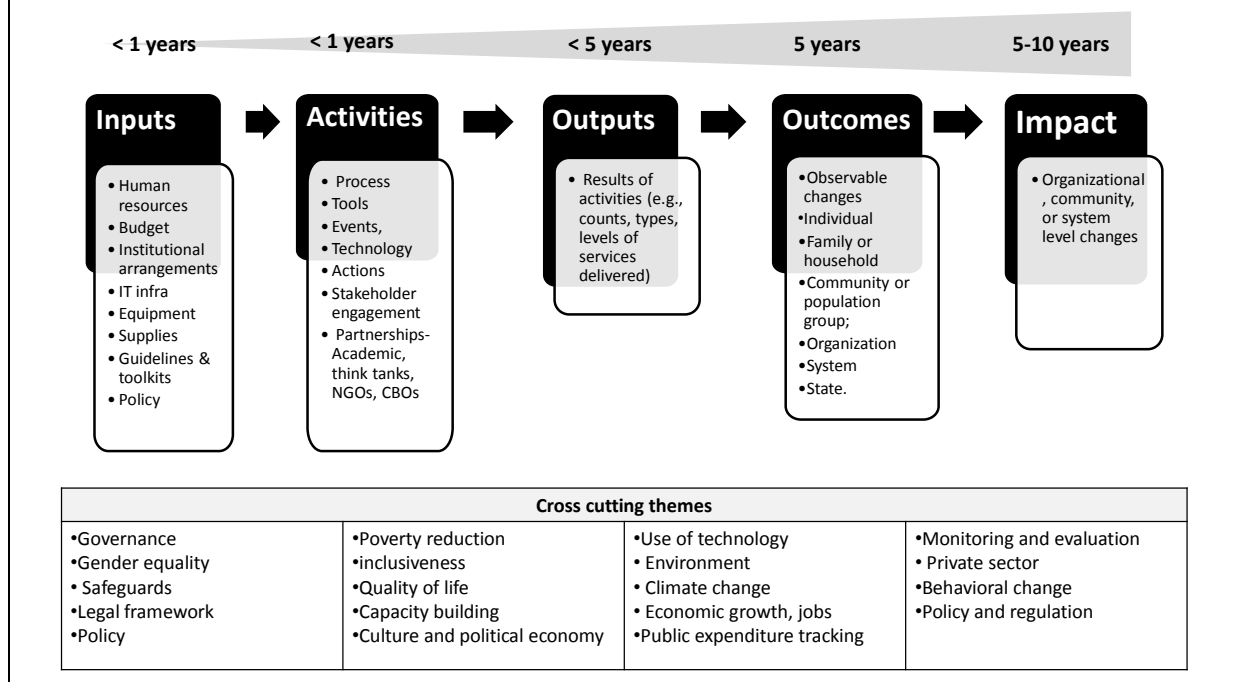 < 1 years
< 1 years
< 5 years
5 years
5-10 years
Inputs
• Human
resources
• Budget
• Institutional
arrangements
• IT infra
• Equipment
• Supplies
• Guidelines &
toolkits
• Policy
Activities
• Process
• Tools
• Events,
• Technology
• Actions
• Stakeholder
engagement
• Partnerships-
Academic,
think tanks,
NGOs, CBOs
Outputs
• Results of
activities (e.g.,
counts, types,
levels of
services
delivered)
Outcomes
•Observable
changes
•Individual
•Family or
household
•Community or
population
group;
•Organization
•System
•State.
Impact
• Organizational
, community,
or system
level changes
Cross cutting themes
•Governance
•Gender equality
• Safeguards
•Legal framework
•Policy
•Poverty reduction
•inclusiveness
•Quality of life
•Capacity building
•Culture and political economy
•Use of technology
• Environment
• Climate change
• Economic growth, jobs
•Public expenditure tracking
•Monitoring and evaluation
• Private sector
•Behavioral change
•Policy and regulation